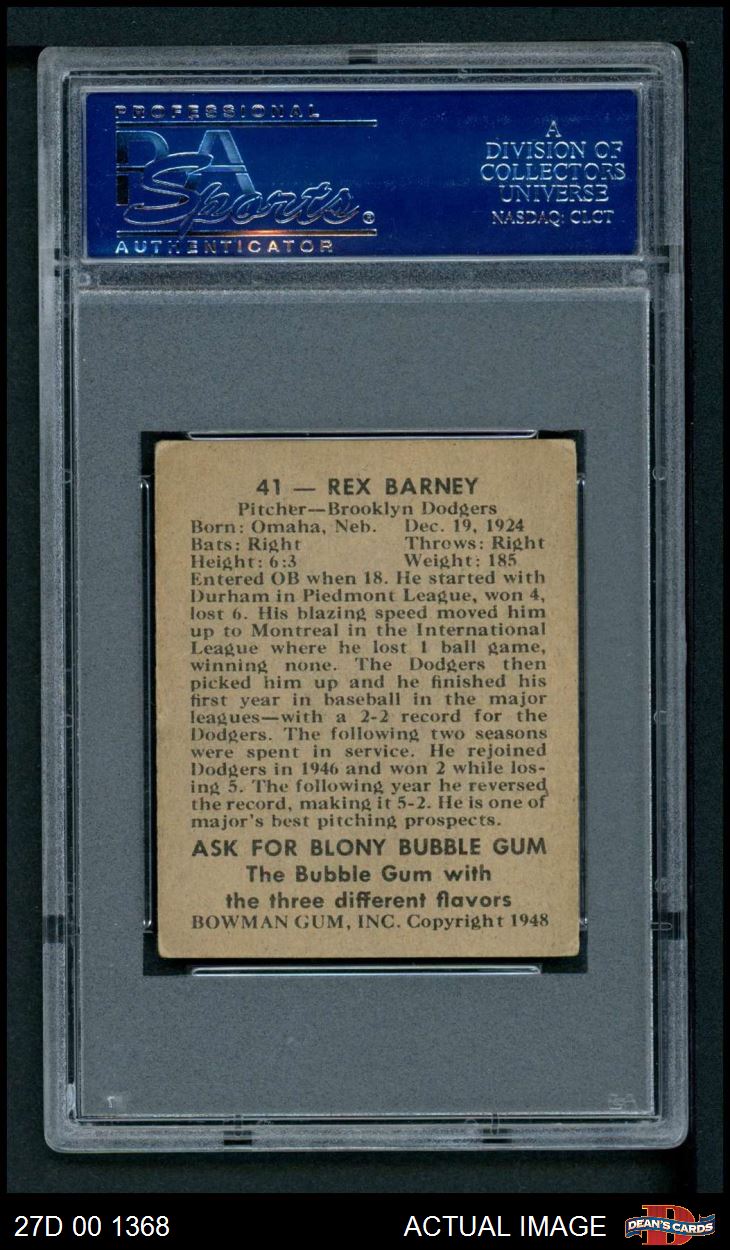 PROFESSIONAL
PSA
Sports®
AUTHENTICATOR
A
DIVISION OF
COLLECTORS
UNIVERSE
NASDAQ: CLCT
41 — REX BARNEY
Pitcher—Brooklyn Dodgers
Born: Omaha, Neb. Dec. 19, 1924
Bats: Right Throws: Right
Height: 6:3 Weight: 185
Entered OB when 18. He started with
Durham in Piedmont League, won 4,
lost 6. His blazing speed moved him
up to Montreal in the International
League where he lost 1 ball game,
winning none. The Dodgers then
picked him up and he finished his
first year in baseball in the major
leagues—with a 2-2 record for the
Dodgers. The following two seasons
were spent in service. He rejoined
Dodgers in 1946 and won 2 while los-
ing 5. The following year he reversed
the record, making it 5-2. He is one of
major's best pitching prospects.
ASK FOR BLONY BUBBLE GUM
The Bubble Gum with
the three different flavors
BOWMAN GUM, INC. Copyright 1948
PSA
27D 00 1368 ACTUAL IMAGE DEAN'S CARDS